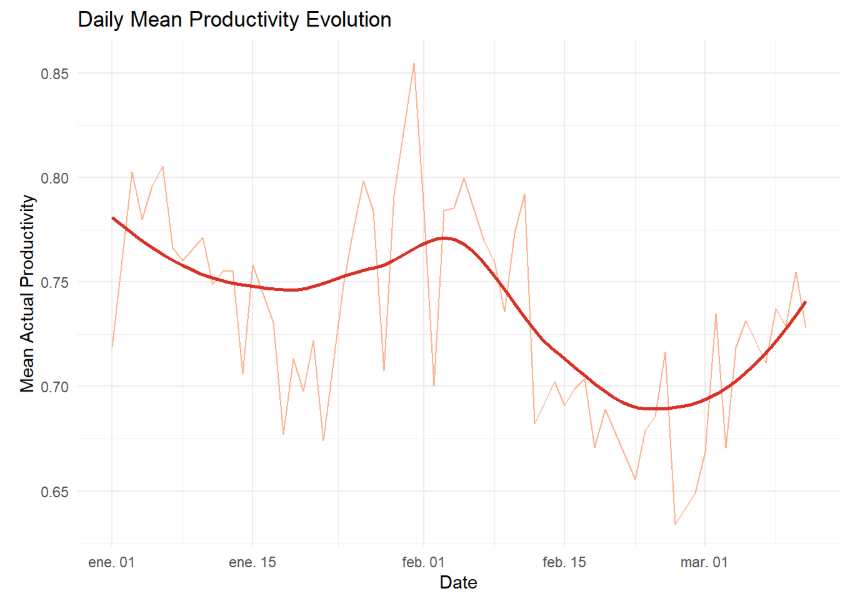 Daily Mean Productivity Evolution
Mean Actual Productivity
0.85
0.80
0.75
0.70
0.65
ene. 01
ene. 15
feb. 01
feb. 15
mar. 01
Date